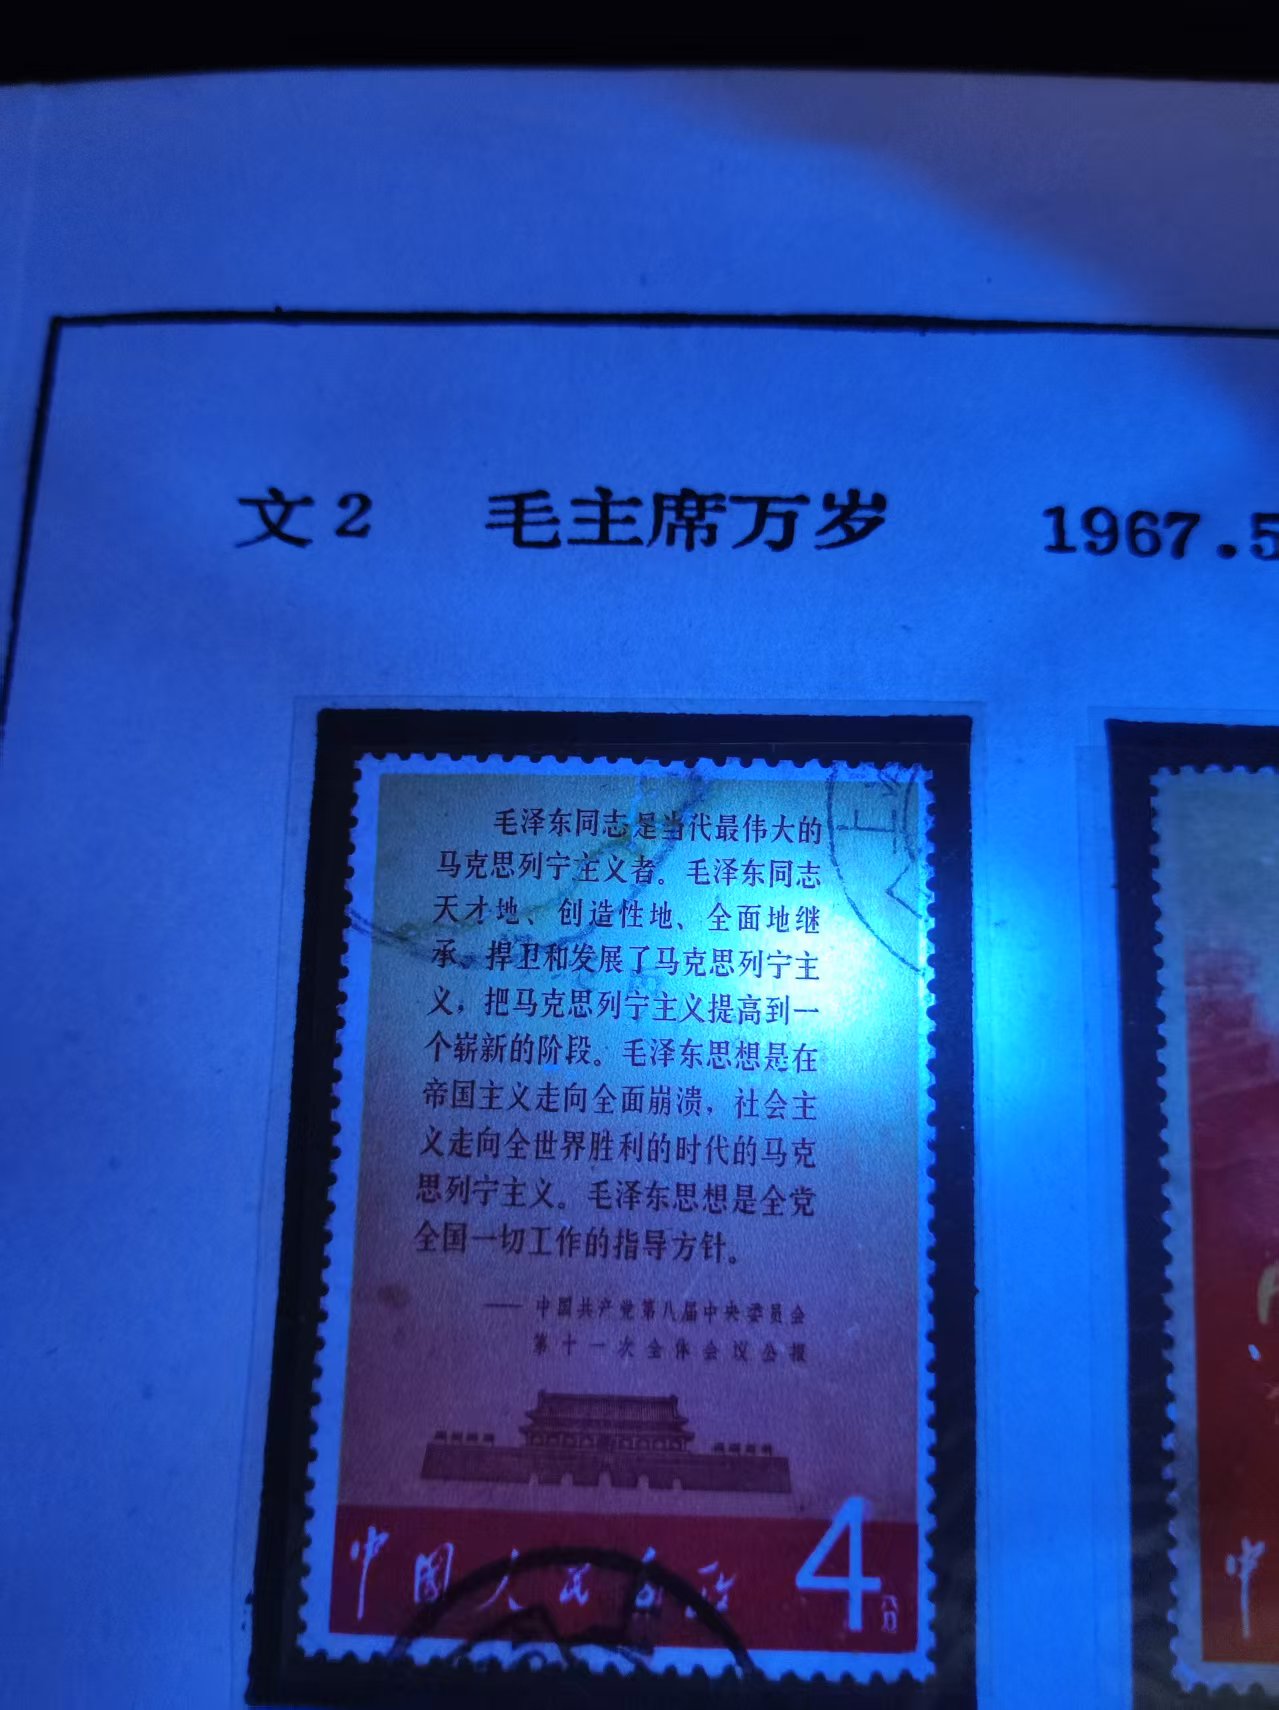 文2 毛主席万岁 1967.5
毛泽东同志是当代最伟大的
马克思列宁主义者。毛泽东同志
天才地、创造性地、全面地继
承、捍卫和发展了马克思列宁主
义，把马克思列宁主义提高到一
个崭新的阶段。毛泽东思想是在
帝国主义走向全面崩溃，社会主
义走向全世界胜利的时代的马克
思列宁主义。毛泽东思想是全党
全国一切工作的指导方针。
—— 中国共产党第八届中央委员会
第十一次全体会议公报
中国人民邮政 4 八分
中